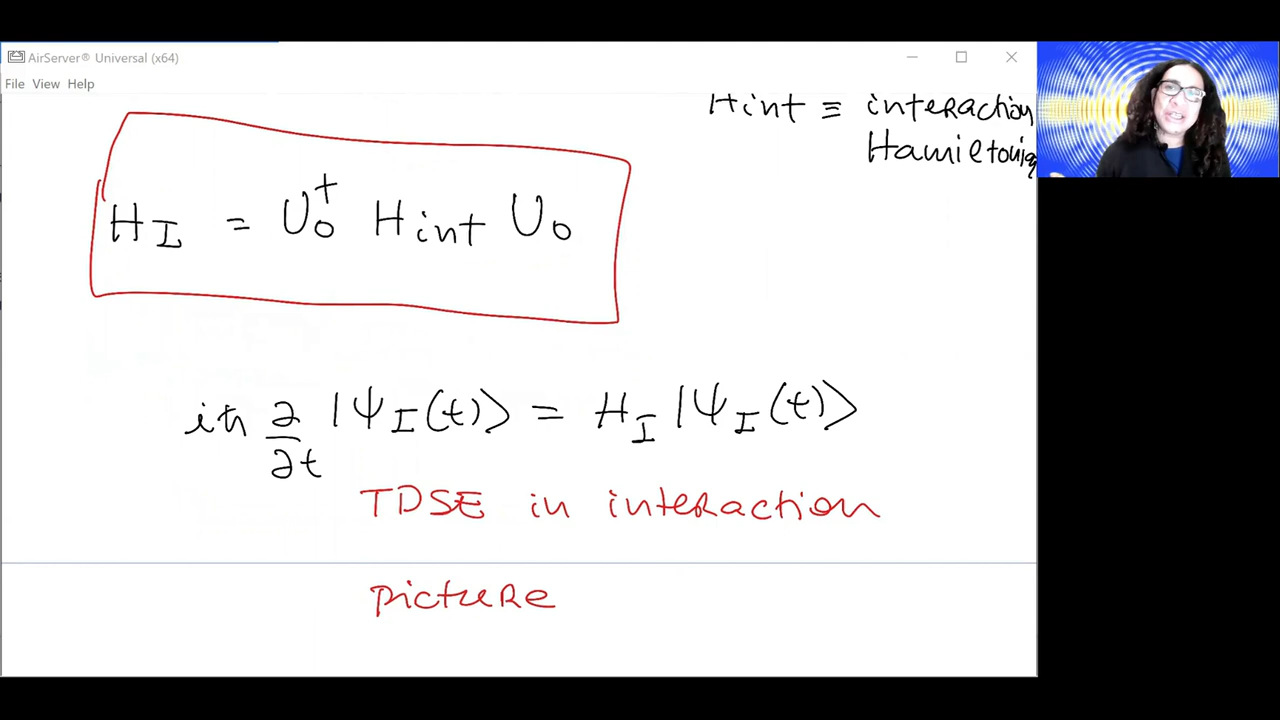 AirServer® Universal (x64)
File View Help
Hint ≡ interaction
Hamiltonian
H_I = U_0^† H_int U_0
iħ ∂/∂t |Ψ_I(t)⟩ = H_I |Ψ_I(t)⟩
TDSE in interaction
picture